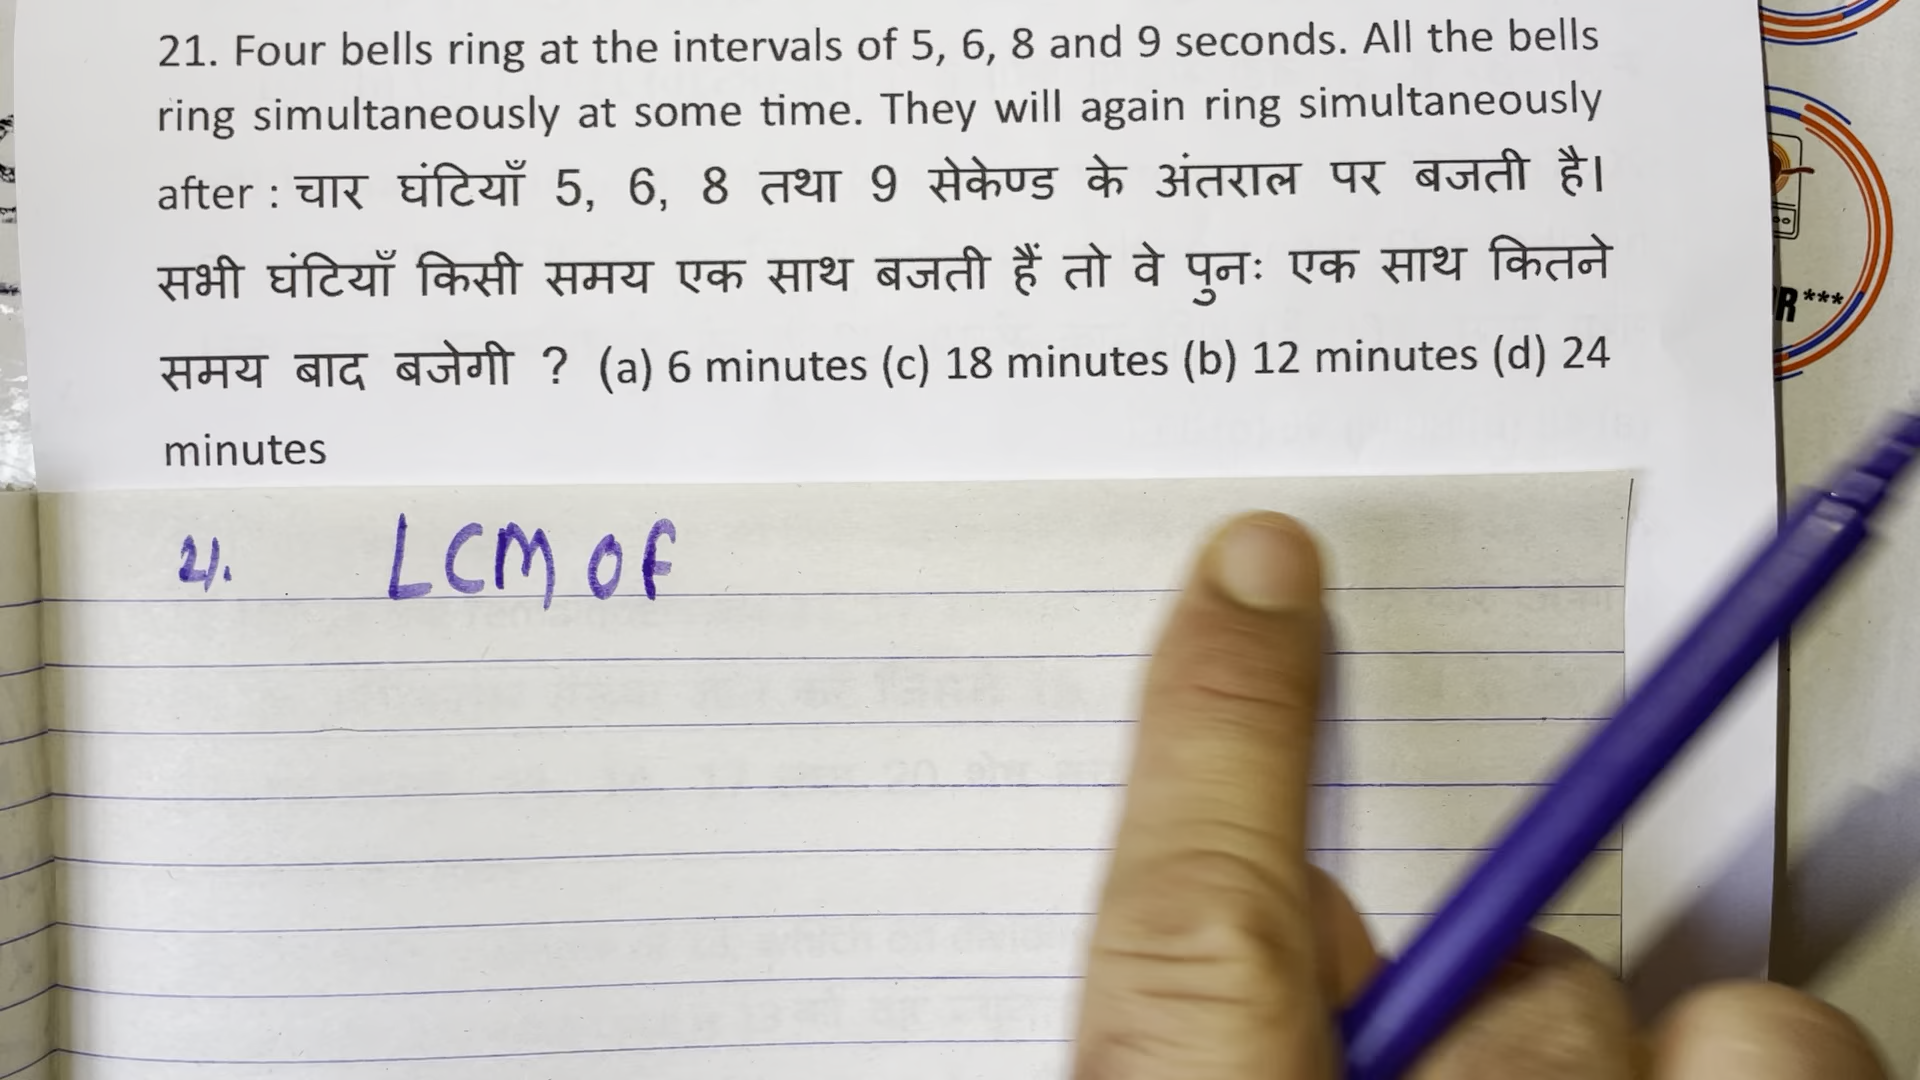 21. Four bells ring at the intervals of 5, 6, 8 and 9 seconds. All the bells
ring simultaneously at some time. They will again ring simultaneously
after : चार घंटियाँ 5, 6, 8 तथा 9 सेकेण्ड के अंतराल पर बजती है।
सभी घंटियाँ किसी समय एक साथ बजती हैं तो वे पुनः एक साथ कितने
समय बाद बजेगी ? (a) 6 minutes (c) 18 minutes (b) 12 minutes (d) 24
minutes
R***
21. LCM of